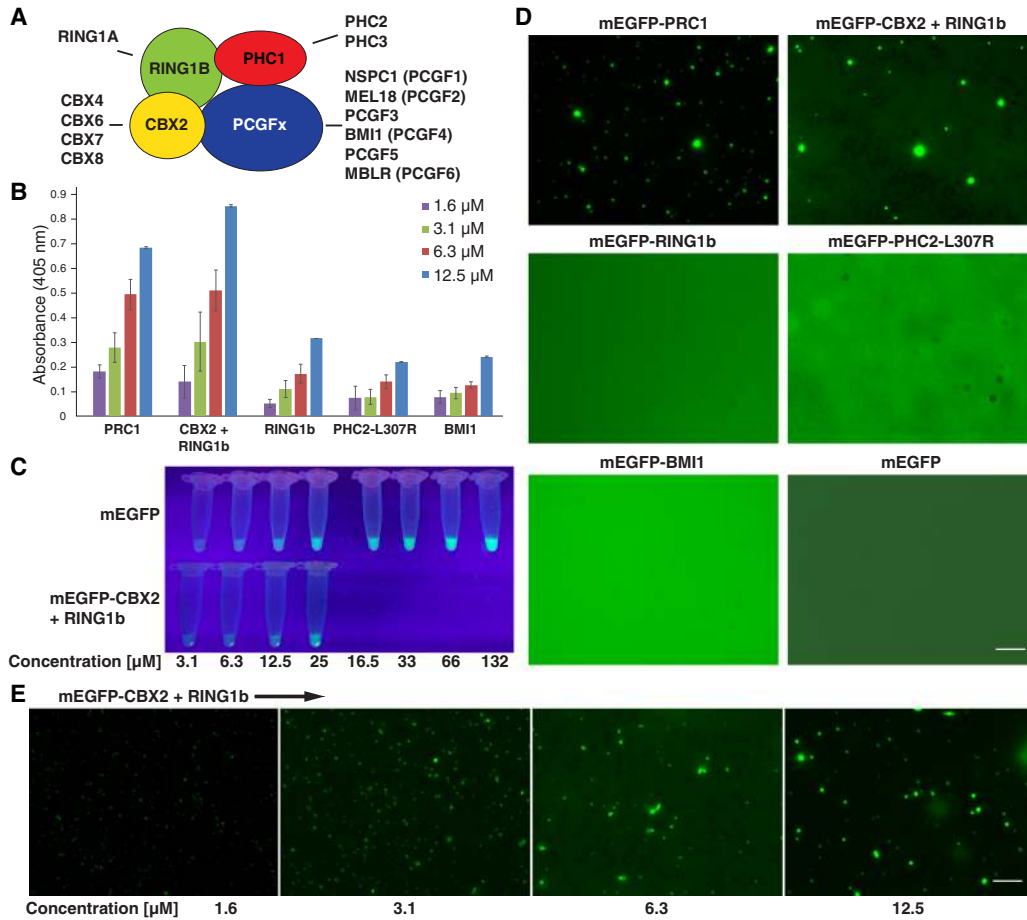 A
RING1A
RING1B
PHC1
PHC2
PHC3
CBX4
CBX6
CBX7
CBX8
CBX2
PCGFx
NSPC1 (PCGF1)
MEL18 (PCGF2)
PCGF3
BMI1 (PCGF4)
PCGF5
MBLR (PCGF6)
B
Absorbance (405 nm)
0.9
0.8
0.7
0.6
0.5
0.4
0.3
0.2
0.1
0
1.6 µM
3.1 µM
6.3 µM
12.5 µM
PRC1
CBX2 +
RING1b
RING1b
PHC2-L307R
BMI1
C
mEGFP
mEGFP-CBX2
+ RING1b
Concentration [µM] 3.1 6.3 12.5 25 16.5 33 66 132
D
mEGFP-PRC1
mEGFP-CBX2 + RING1b
mEGFP-RING1b
mEGFP-PHC2-L307R
mEGFP-BMI1
mEGFP
E
mEGFP-CBX2 + RING1b
Concentration [µM] 1.6 3.1 6.3 12.5